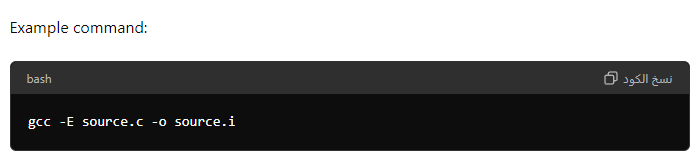 Example command:
bash
نسخ الكود
gcc -E source.c -o source.i